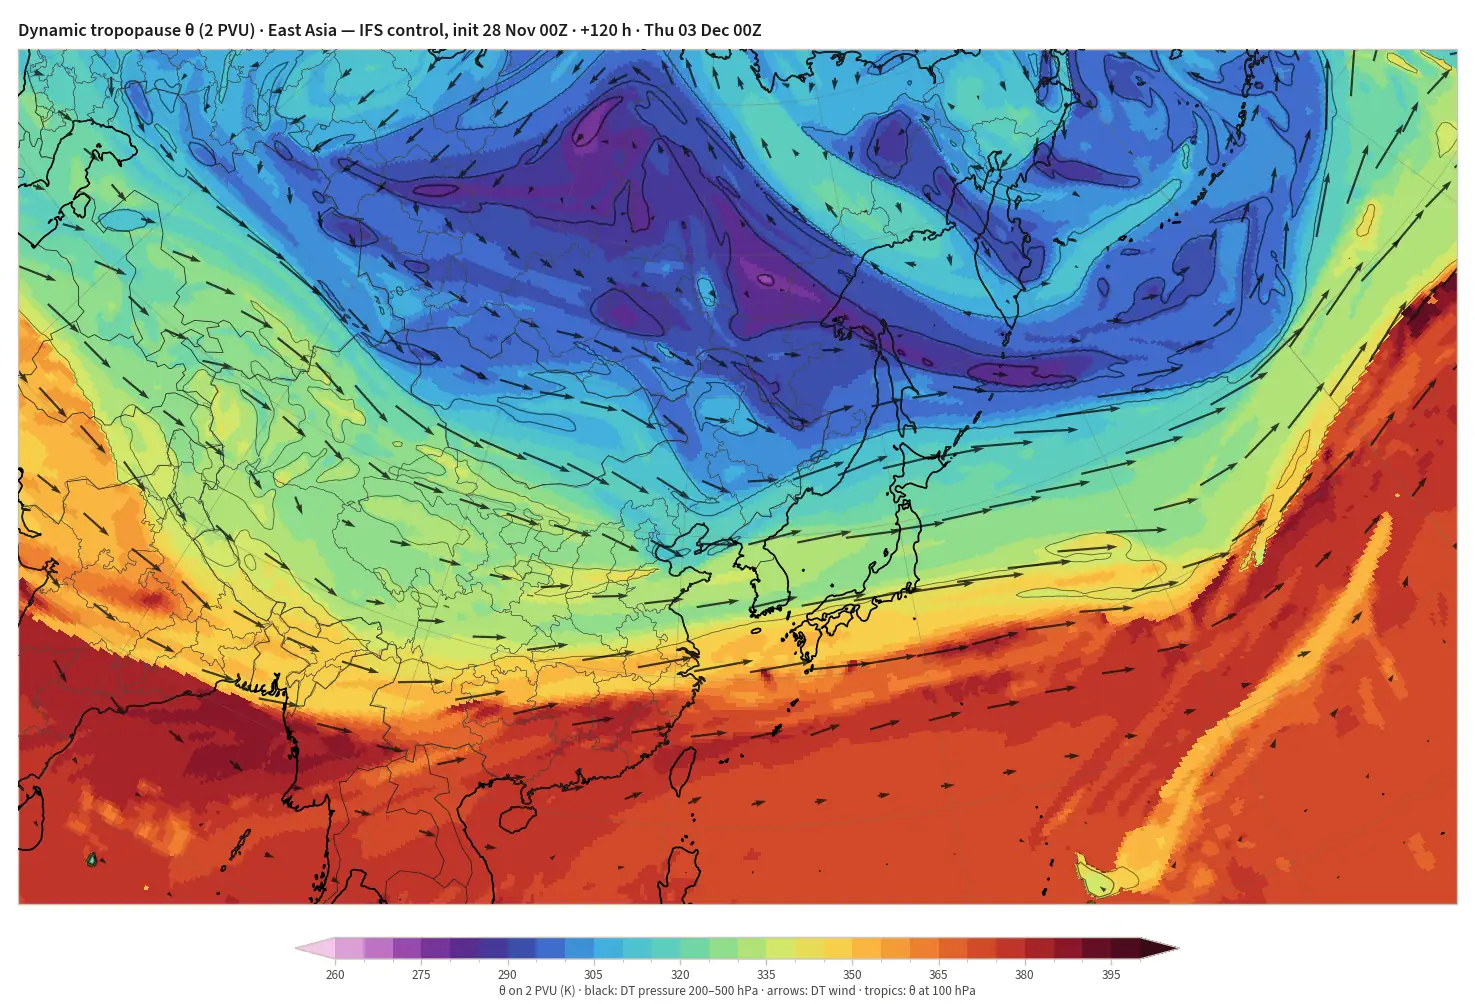 Dynamic tropopause θ (2 PVU) · East Asia — IFS control, init 28 Nov 00Z · +120 h · Thu 03 Dec 00Z
260 275 290 305 320 335 350 365 380 395
θ on 2 PVU (K) · black: DT pressure 200–500 hPa · arrows: DT wind · tropics: θ at 100 hPa